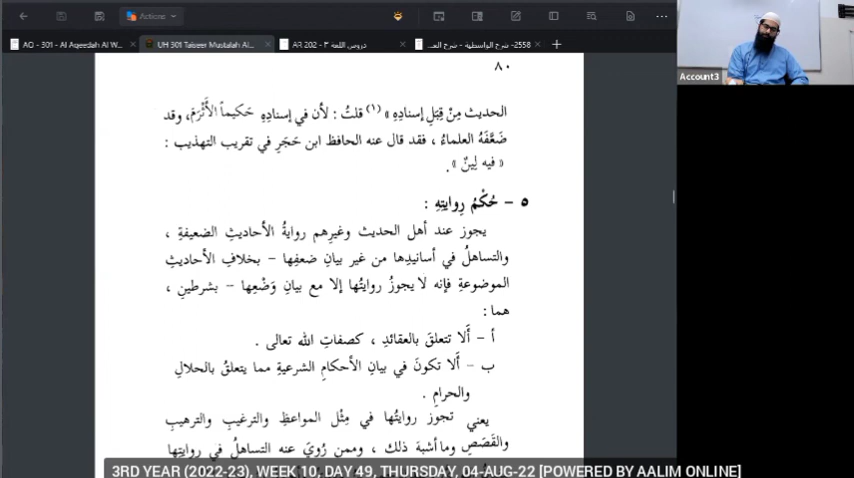 Actions
AQ - 301 - Al Aqeedah Al W...
UH 301 Taiseer Mustalah Al...
AR 202 - دروس اللغة ٣
2558- شرح الواسطية - شرح العـ...
Account3
٨٠
الحديث مِنْ قِبَلِ إسنادِهِ » (١) قلتُ : لأن في إسنادِهِ حَكيماً الأَثْرَمَ، وقد
ضَعَّفَهُ العلماءُ ، فقد قال عنه الحافظ ابن حَجَرٍ في تقريب التهذيب :
« فيه لِينٌ » .
٥ - حُكْمُ رِوايتِهِ :
يجوز عند أهل الحديث وغيرِهم روايةُ الأحاديثِ الضعيفةِ ،
والتساهلُ في أسانيدِها من غير بيانِ ضعفِها - بخلافِ الأحاديثِ
الموضوعةِ فإنه لا يجوزُ روايتُها إلا مع بيانِ وَضْعِها - بشرطينِ ،
هما :
أ - أَلا تتعلقَ بالعقائدِ ، كصفاتِ الله تعالى .
ب - أَلا تكونَ في بيانِ الأحكامِ الشرعيةِ مما يتعلقُ بالحلالِ
والحرامِ .
يعني تجوز روايتُها في مِثْل المواعظِ والترغيبِ والترهيبِ
والقَصَصِ وما أشبهَ ذلك ، وممن رُوِيَ عنه التساهلُ في روايتِها
3RD YEAR (2022-23), WEEK 10, DAY 49, THURSDAY, 04-AUG-22 [POWERED BY AALIM ONLINE]